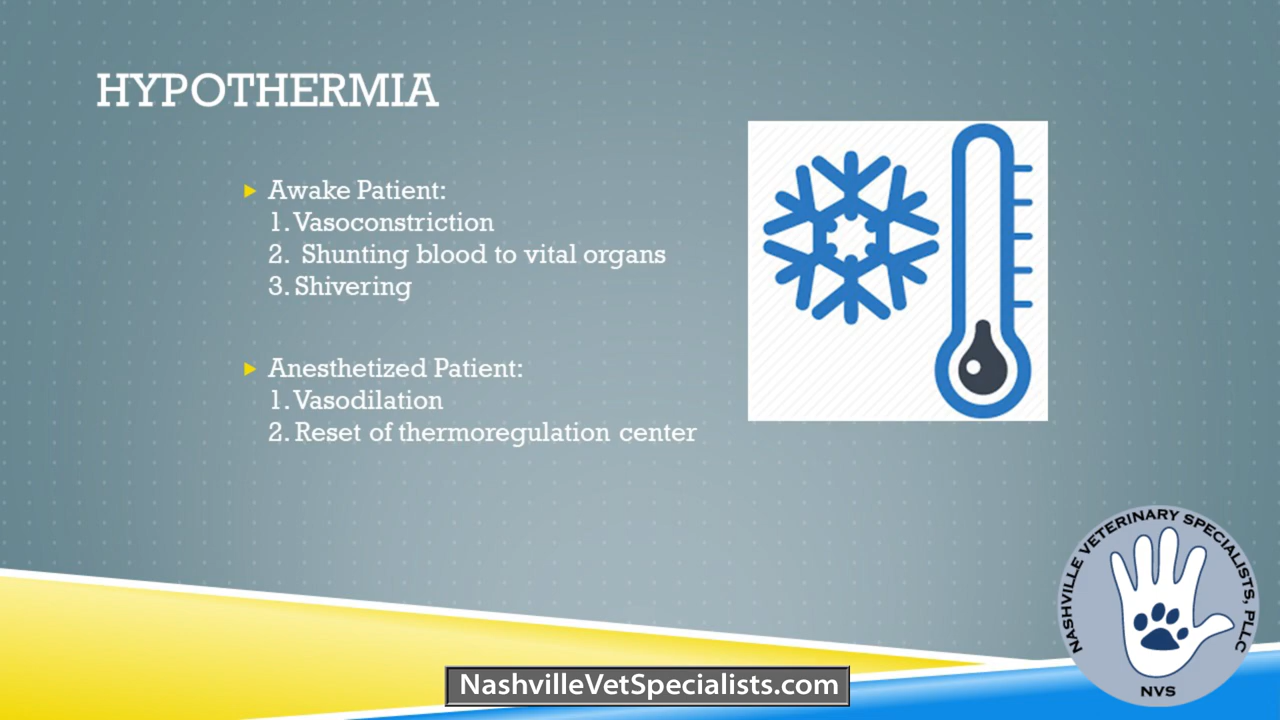 HYPOTHERMIA
Awake Patient:
1. Vasoconstriction
2. Shunting blood to vital organs
3. Shivering
Anesthetized Patient:
1. Vasodilation
2. Reset of thermoregulation center
NASHVILLE VETERINARY SPECIALISTS, PLLC
NVS
NashvilleVetSpecialists.com